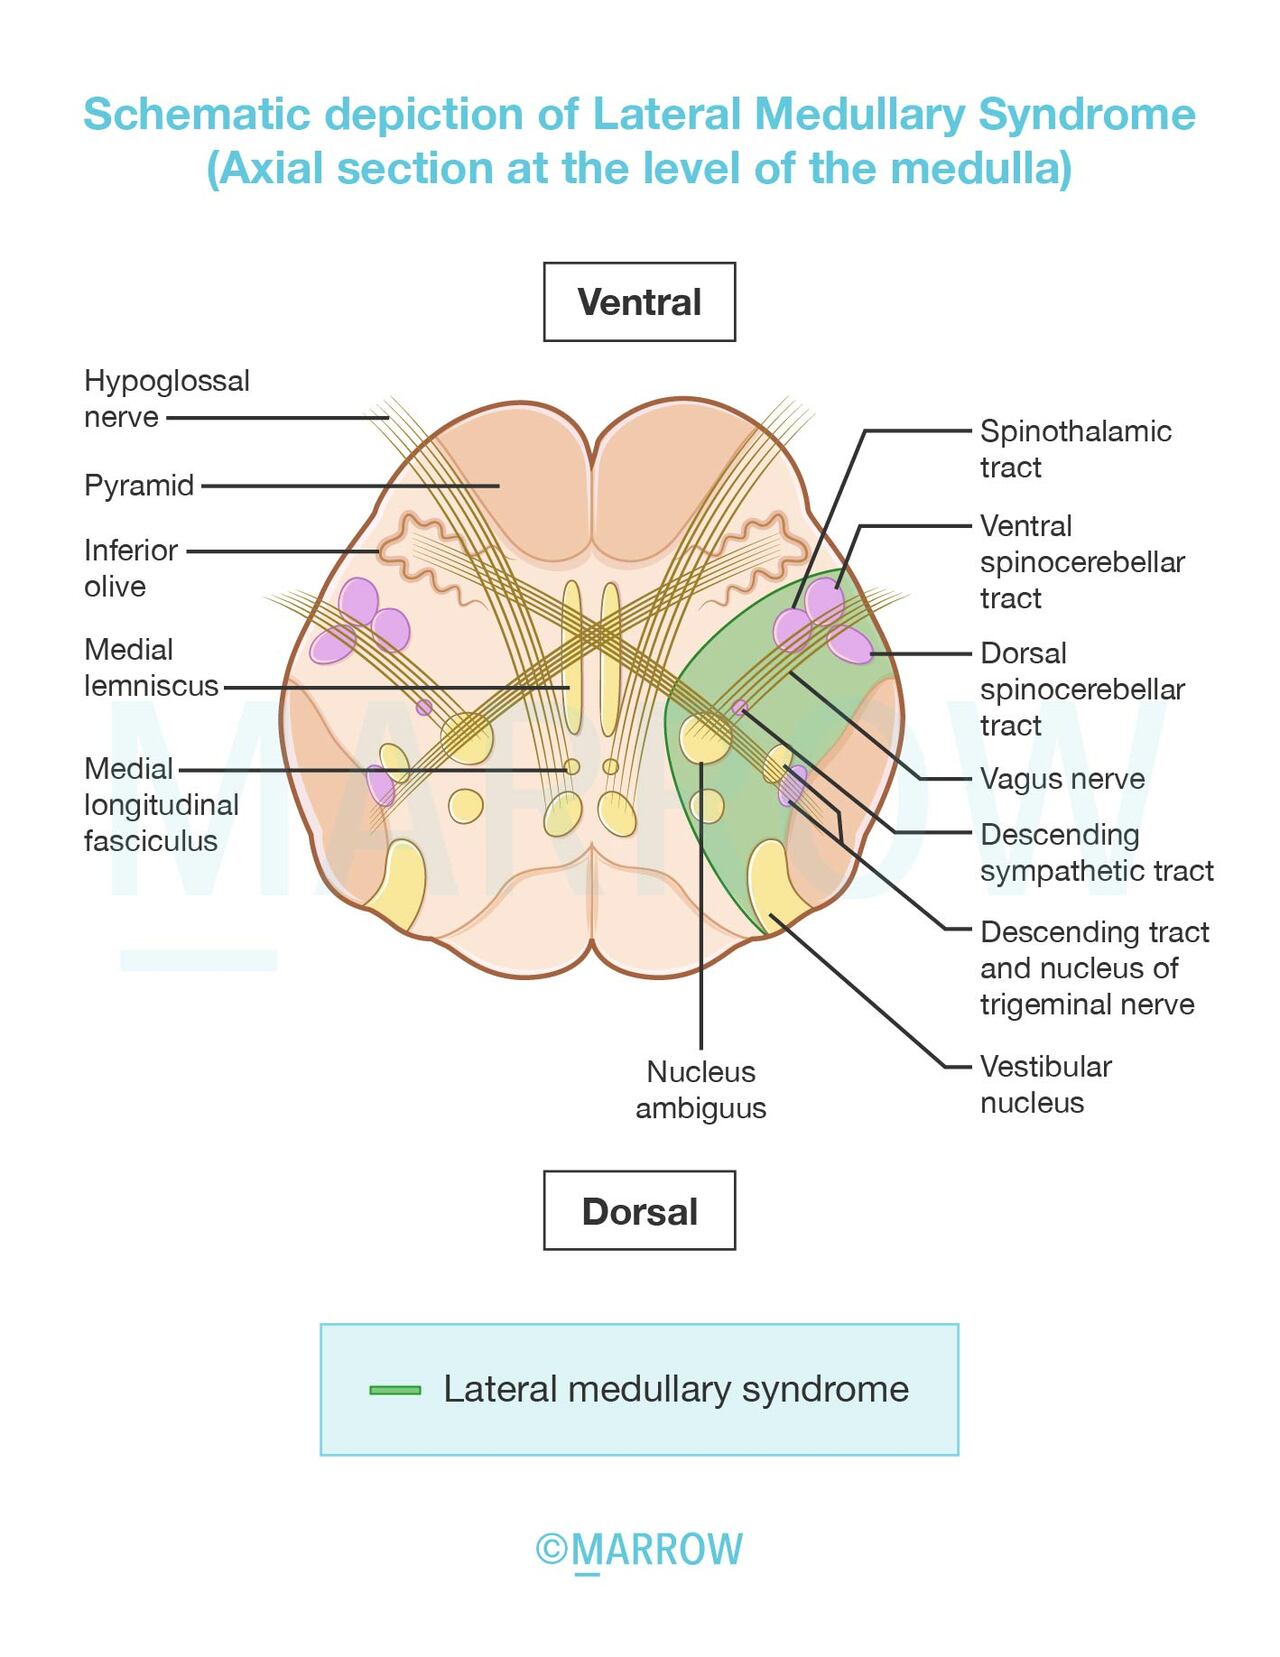 Schematic depiction of Lateral Medullary Syndrome
(Axial section at the level of the medulla)
Ventral
Hypoglossal
nerve
Pyramid
Inferior
olive
Medial
lemniscus
Medial
longitudinal
fasciculus
Spinothalamic
tract
Ventral
spinocerebellar
tract
Dorsal
spinocerebellar
tract
Vagus nerve
Descending
sympathetic tract
Descending tract
and nucleus of
trigeminal nerve
Vestibular
nucleus
Nucleus
ambiguus
MARROW
Dorsal
Lateral medullary syndrome
©MARROW